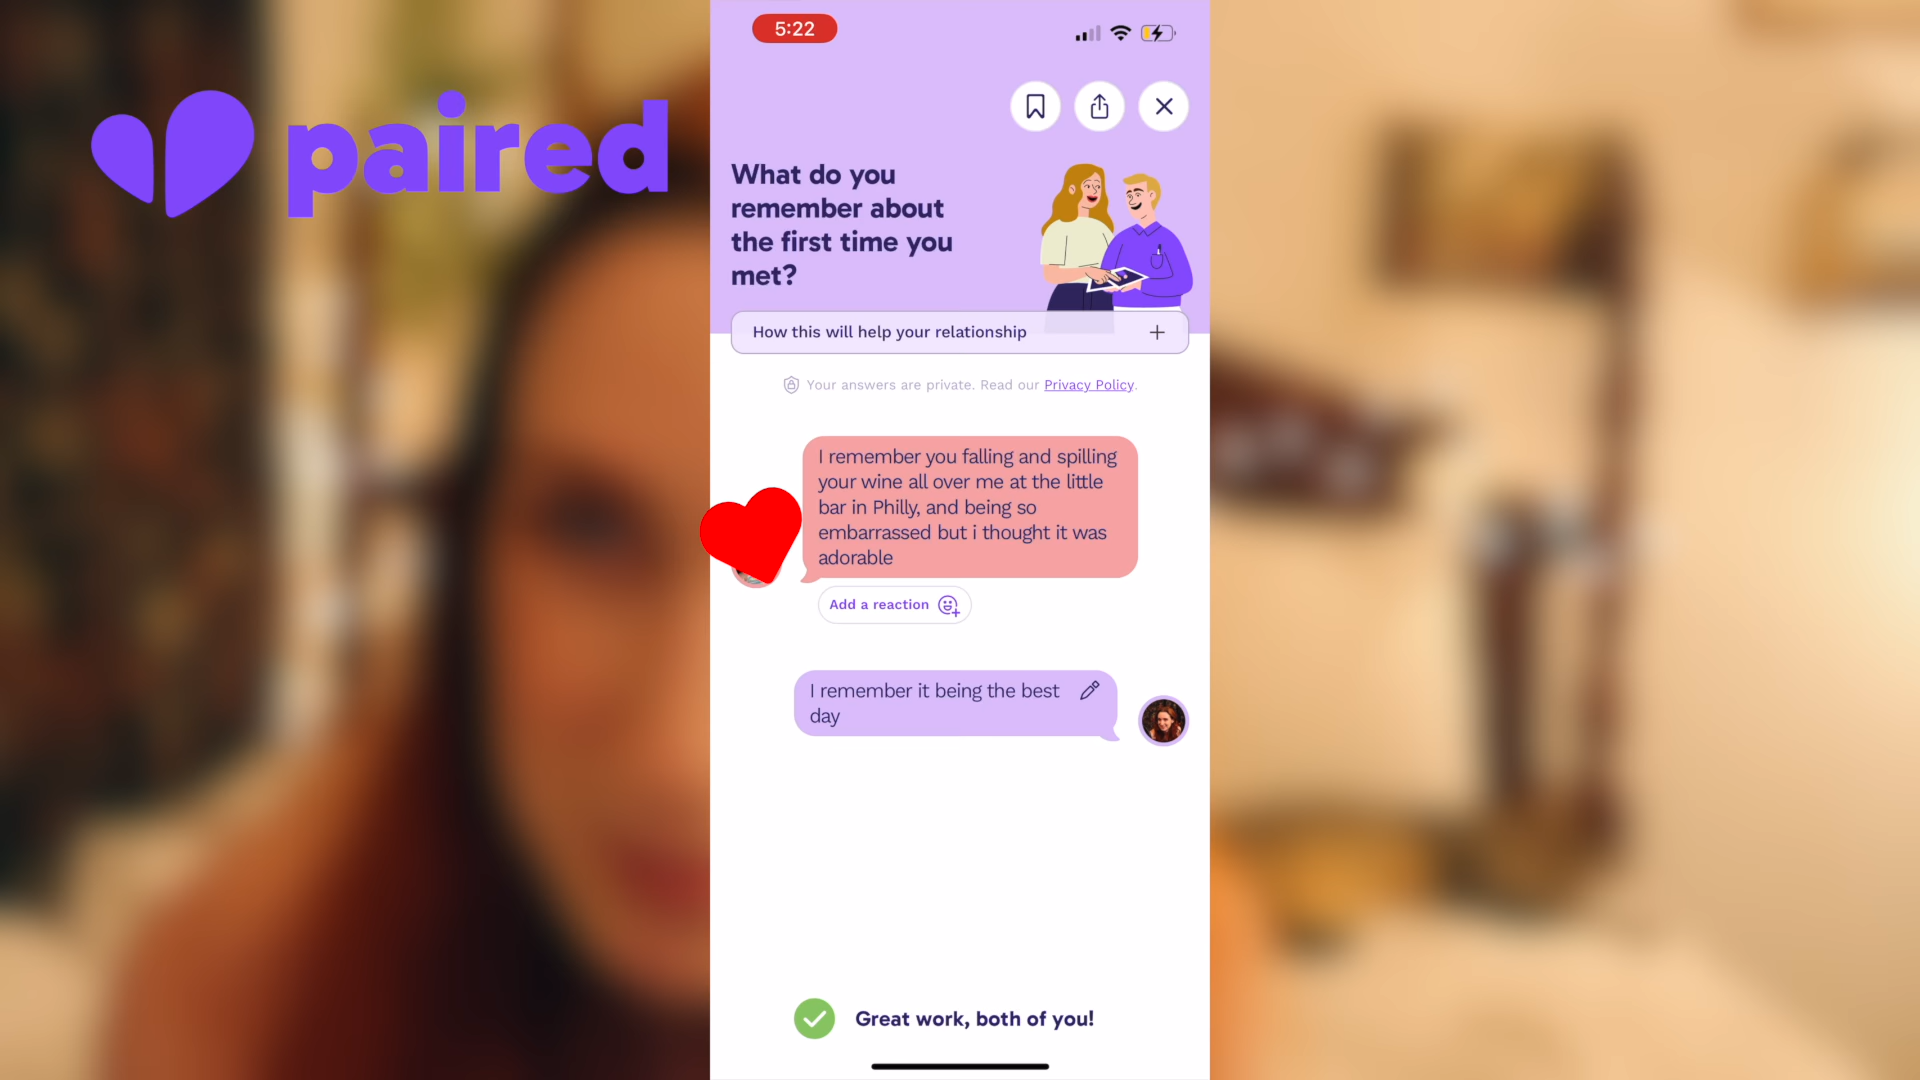 paired
5:22
What do you
remember about
the first time you
met?
How this will help your relationship
Your answers are private. Read our Privacy Policy.
I remember you falling and spilling
your wine all over me at the little
bar in Philly, and being so
embarrassed but i thought it was
adorable
Add a reaction
I remember it being the best
day
Great work, both of you!